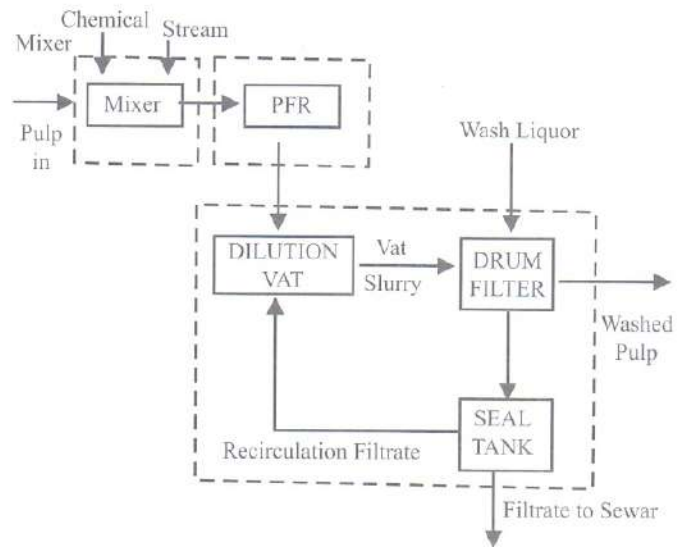 Chemical
Mixer
Stream
Mixer
PFR
Pulp
in
Wash Liquor
DILUTION
VAT
Vat
Slurry
DRUM
FILTER
Washed
Pulp
SEAL
TANK
Recirculation Filtrate
Filtrate to Sewar